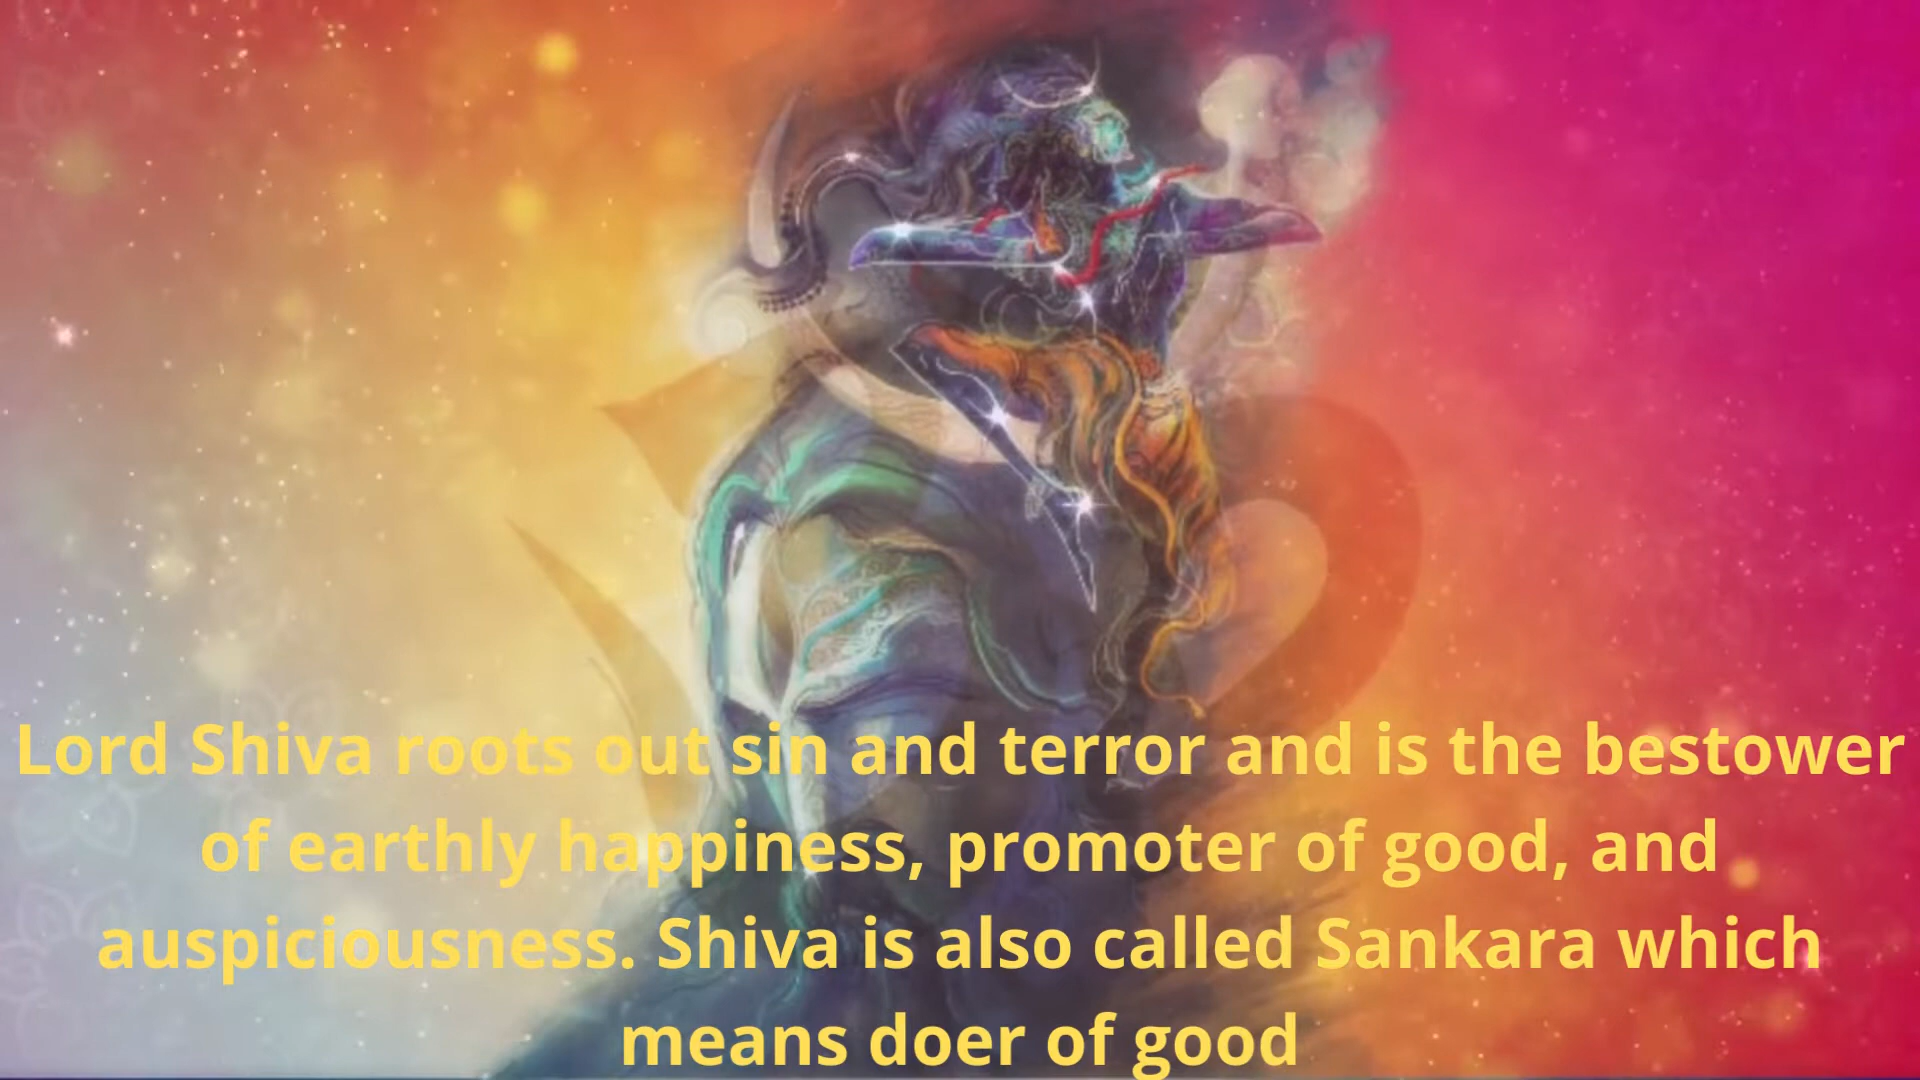 Lord Shiva roots out sin and terror and is the bestower
of earthly happiness, promoter of good, and
auspiciousness. Shiva is also called Sankara which
means doer of good